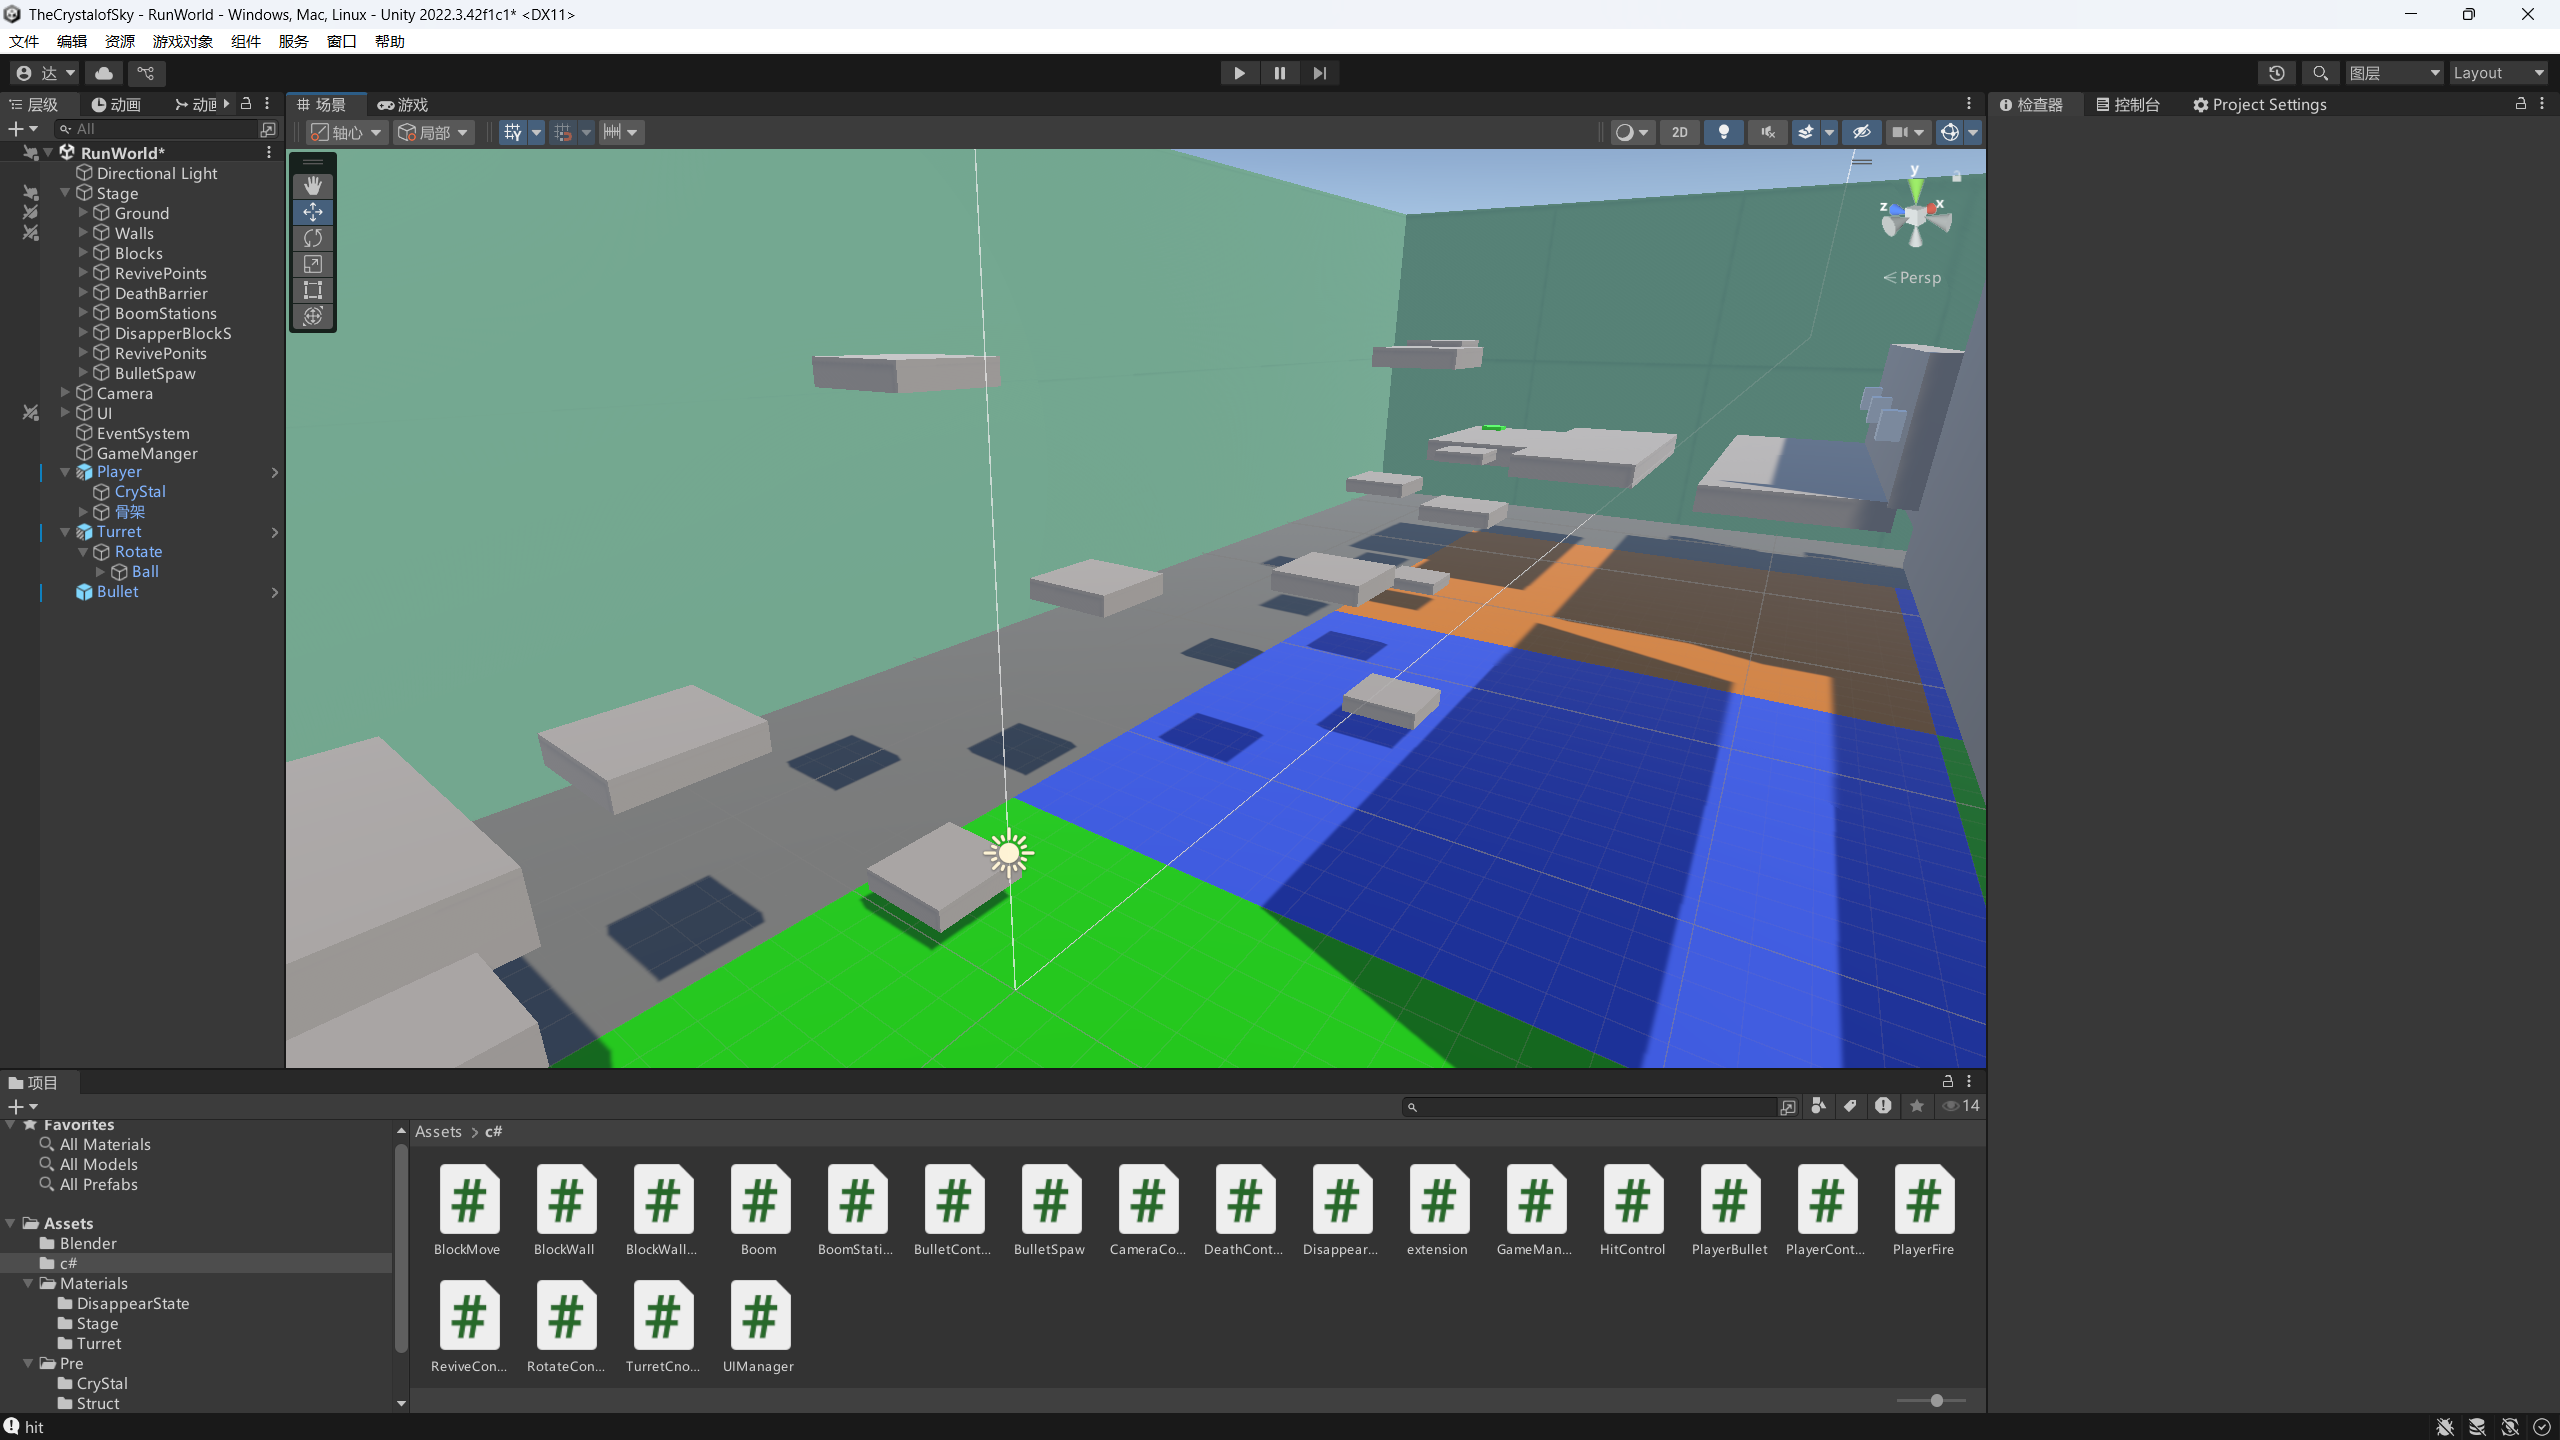 TheCrystalofSky - RunWorld - Windows, Mac, Linux - Unity 2022.3.42f1c1* <DX11>
文件 编辑 资源 游戏对象 组件 服务 窗口 帮助
达 图层 Layout
层级 动画 动画 场景 游戏 检查器 控制台 Project Settings
All 轴心 局部 2D
RunWorld*
Directional Light
Stage
Ground
Walls
Blocks
RevivePoints
DeathBarrier
BoomStations
DisapperBlockS
RevivePonits
BulletSpaw
Camera
UI
EventSystem
GameManger
Player
CryStal
骨架
Turret
Rotate
Ball
Bullet
y
z x
Persp
项目
14
Favorites
All Materials
All Models
All Prefabs
Assets
Blender
c#
Materials
DisappearState
Stage
Turret
Pre
CryStal
Struct
Assets > c#
BlockMove BlockWall BlockWall... Boom BoomStati... BulletCont... BulletSpaw CameraCo... DeathCont... Disappear... extension GameMan... HitControl PlayerBullet PlayerCont... PlayerFire
ReviveCon... RotateCon... TurretCno... UIManager
hit